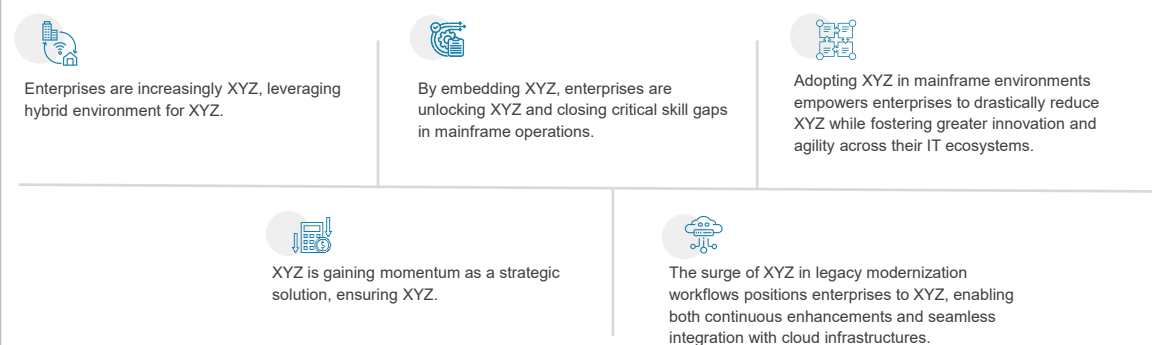 Enterprises are increasingly XYZ, leveraging
hybrid environment for XYZ.
By embedding XYZ, enterprises are
unlocking XYZ and closing critical skill gaps
in mainframe operations.
Adopting XYZ in mainframe environments
empowers enterprises to drastically reduce
XYZ while fostering greater innovation and
agility across their IT ecosystems.
XYZ is gaining momentum as a strategic
solution, ensuring XYZ.
The surge of XYZ in legacy modernization
workflows positions enterprises to XYZ, enabling
both continuous enhancements and seamless
integration with cloud infrastructures.